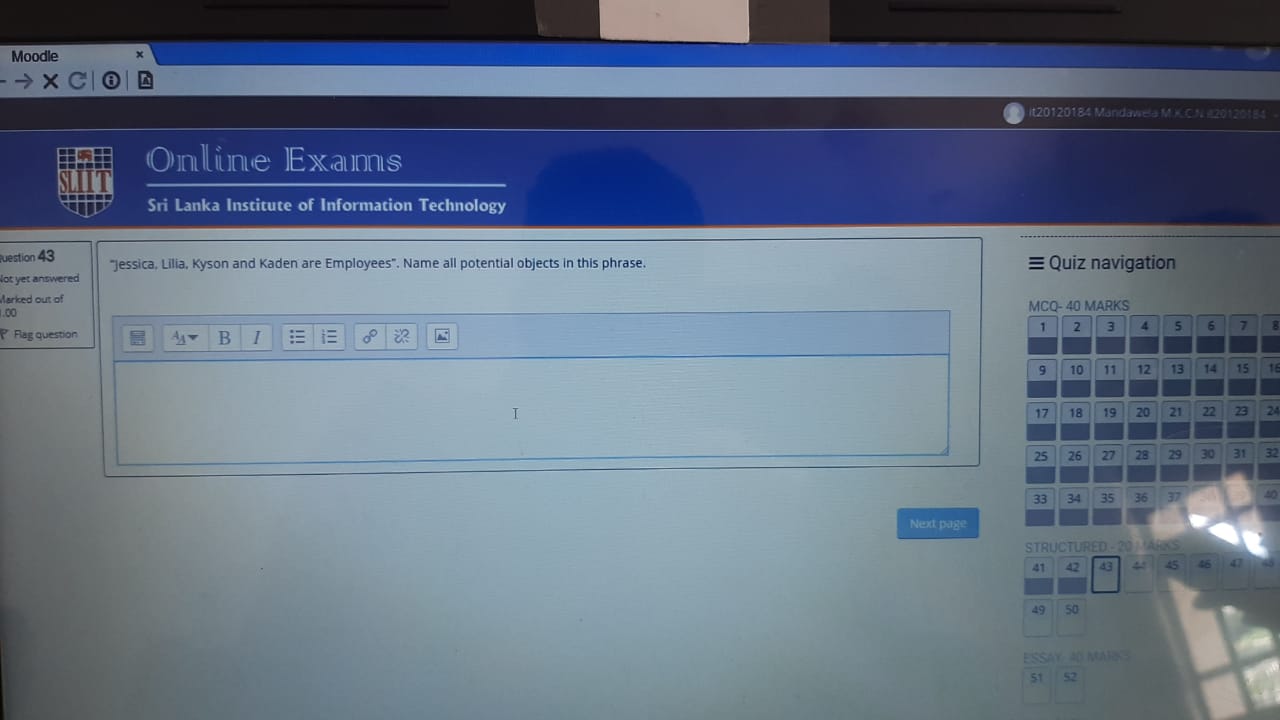 Moodle
it20120184 Mandawela M.K.C.N it20120184
SLIIT
Online Exams
Sri Lanka Institute of Information Technology
Question 43
Not yet answered
Marked out of
1.00
Flag question
"Jessica, Lilia, Kyson and Kaden are Employees". Name all potential objects in this phrase.
B I
Next page
Quiz navigation
MCQ- 40 MARKS
1 2 3 4 5 6 7 8
9 10 11 12 13 14 15 16
17 18 19 20 21 22 23 24
25 26 27 28 29 30 31 32
33 34 35 36 37 40
STRUCTURED - 20 MARKS
41 42 43 44 45 46 47 48
49 50
ESSAY- 40 MARKS
51 52